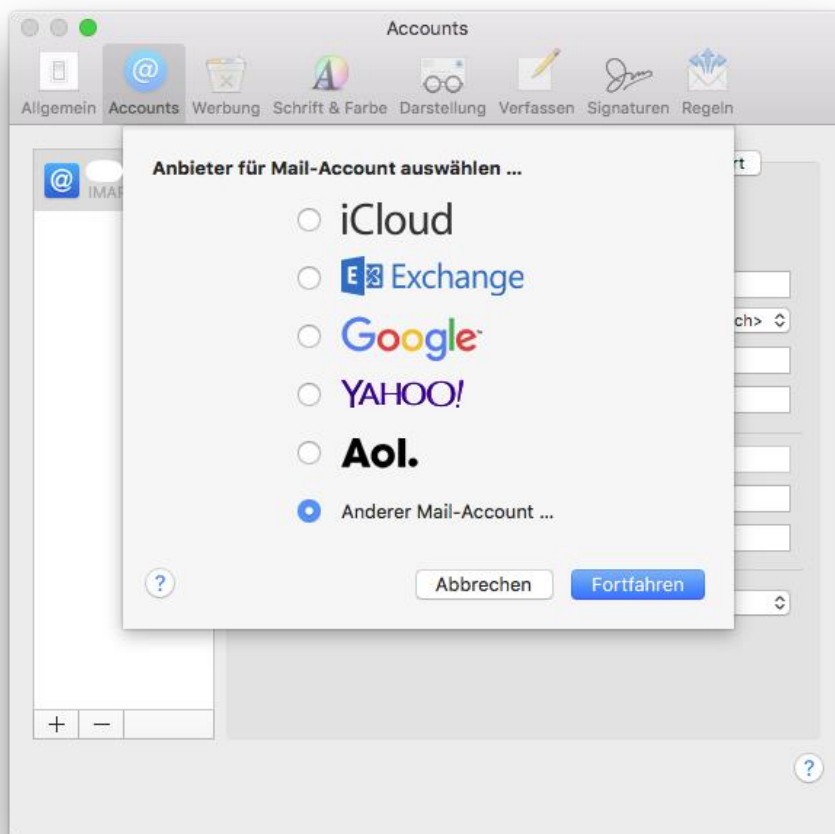 Accounts
Allgemein Accounts Werbung Schrift & Farbe Darstellung Verfassen Signaturen Regeln
Anbieter für Mail-Account auswählen ...
iCloud
Exchange
Google
YAHOO!
Aol.
Anderer Mail-Account ...
? Abbrechen Fortfahren
?